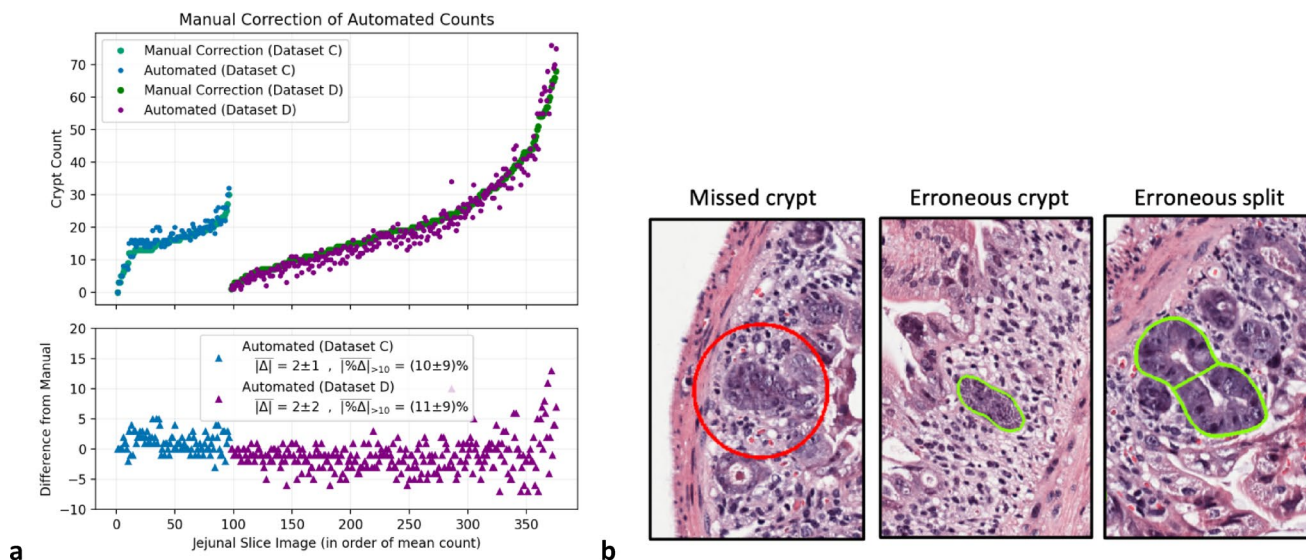 Manual Correction of Automated Counts
Manual Correction (Dataset C)
Automated (Dataset C)
Manual Correction (Dataset D)
Automated (Dataset D)
Crypt Count
70
60
50
40
30
20
10
0
Automated (Dataset C)
|Δ| = 2±1 , |%Δ|>10 = (10±9)%
Automated (Dataset D)
|Δ| = 2±2 , |%Δ|>10 = (11±9)%
Difference from Manual
20
15
10
5
0
−5
−10
0 50 100 150 200 250 300 350
Jejunal Slice Image (in order of mean count)
a
Missed crypt Erroneous crypt Erroneous split
b